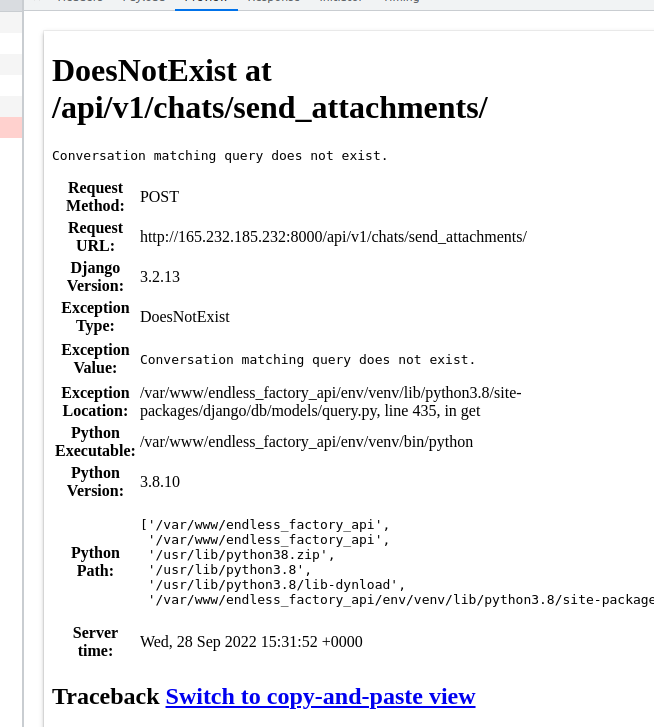 DoesNotExist at
/api/v1/chats/send_attachments/
Conversation matching query does not exist.
Request Method: POST
Request URL: http://165.232.185.232:8000/api/v1/chats/send_attachments/
Django Version: 3.2.13
Exception Type: DoesNotExist
Exception Value: Conversation matching query does not exist.
Exception Location: /var/www/endless_factory_api/env/venv/lib/python3.8/site-
packages/django/db/models/query.py, line 435, in get
Python Executable: /var/www/endless_factory_api/env/venv/bin/python
Python Version: 3.8.10
Python Path: ['/var/www/endless_factory_api',
'/var/www/endless_factory_api',
'/usr/lib/python38.zip',
'/usr/lib/python3.8',
'/usr/lib/python3.8/lib-dynload',
'/var/www/endless_factory_api/env/venv/lib/python3.8/site-package
Server time: Wed, 28 Sep 2022 15:31:52 +0000
Traceback Switch to copy-and-paste view